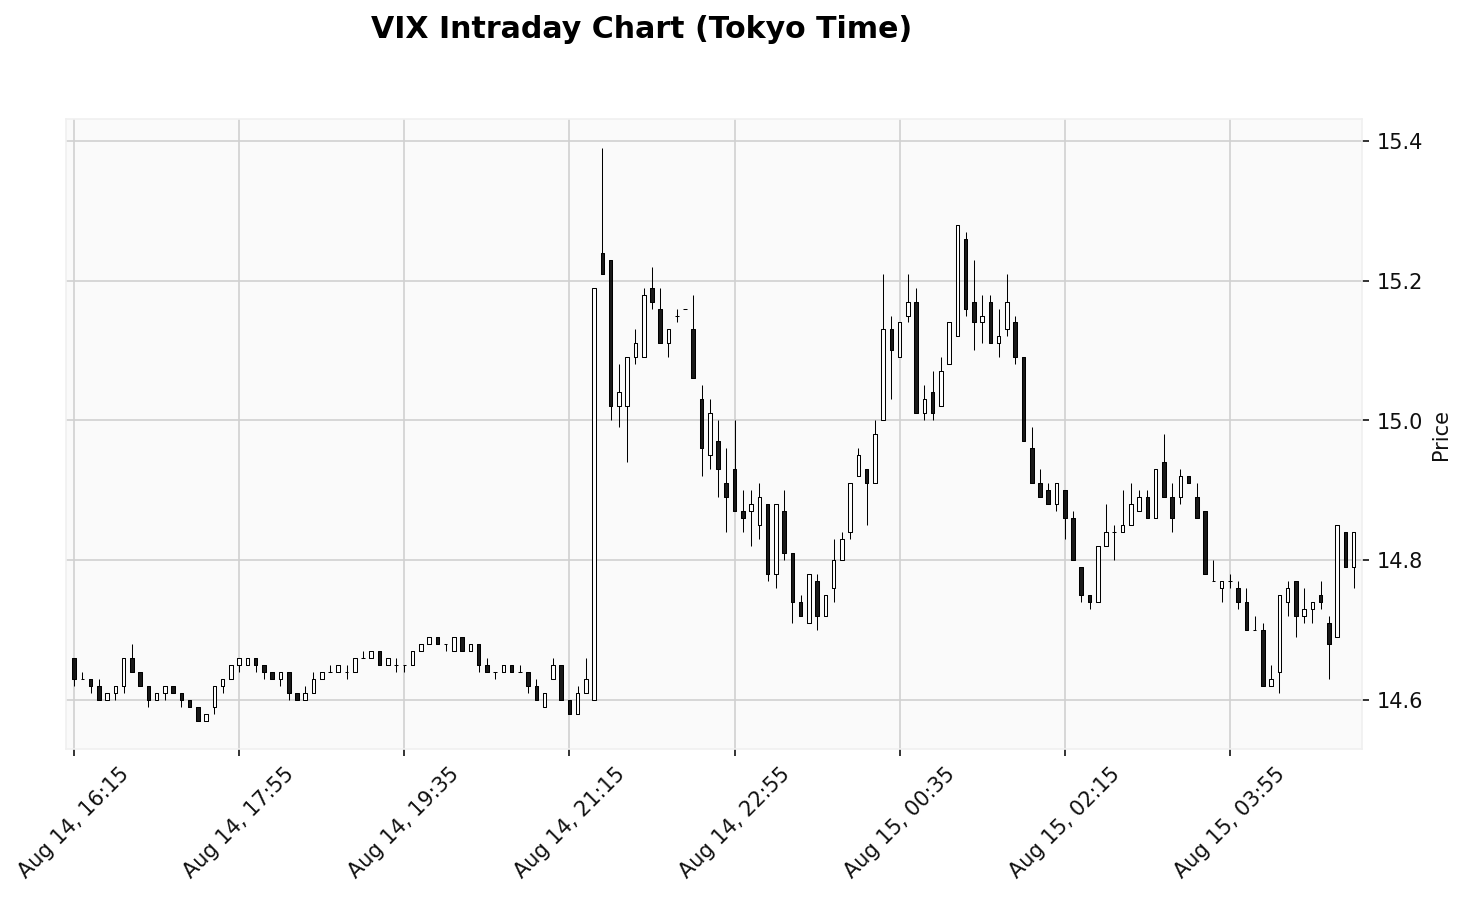 VIX Intraday Chart (Tokyo Time)
15.4
15.2
15.0
14.8
14.6
Price
Aug 14, 16:15
Aug 14, 17:55
Aug 14, 19:35
Aug 14, 21:15
Aug 14, 22:55
Aug 15, 00:35
Aug 15, 02:15
Aug 15, 03:55